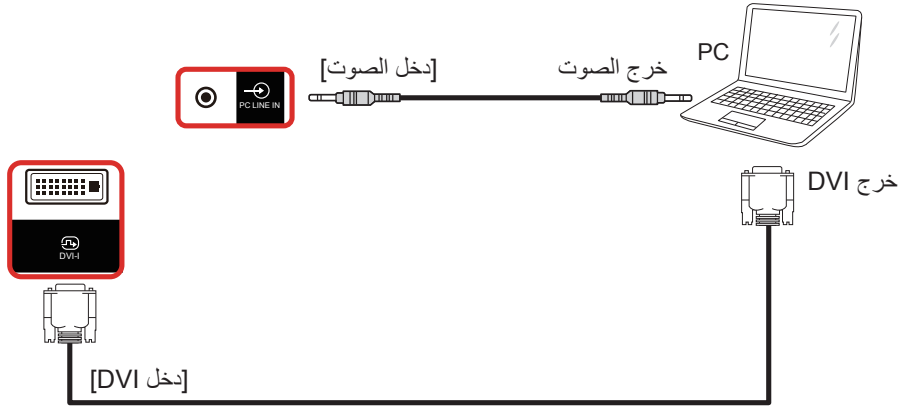 PC
خرج الصوت
[دخل الصوت]
PC LINE IN
خرج DVI
DVI-I
[دخل DVI]